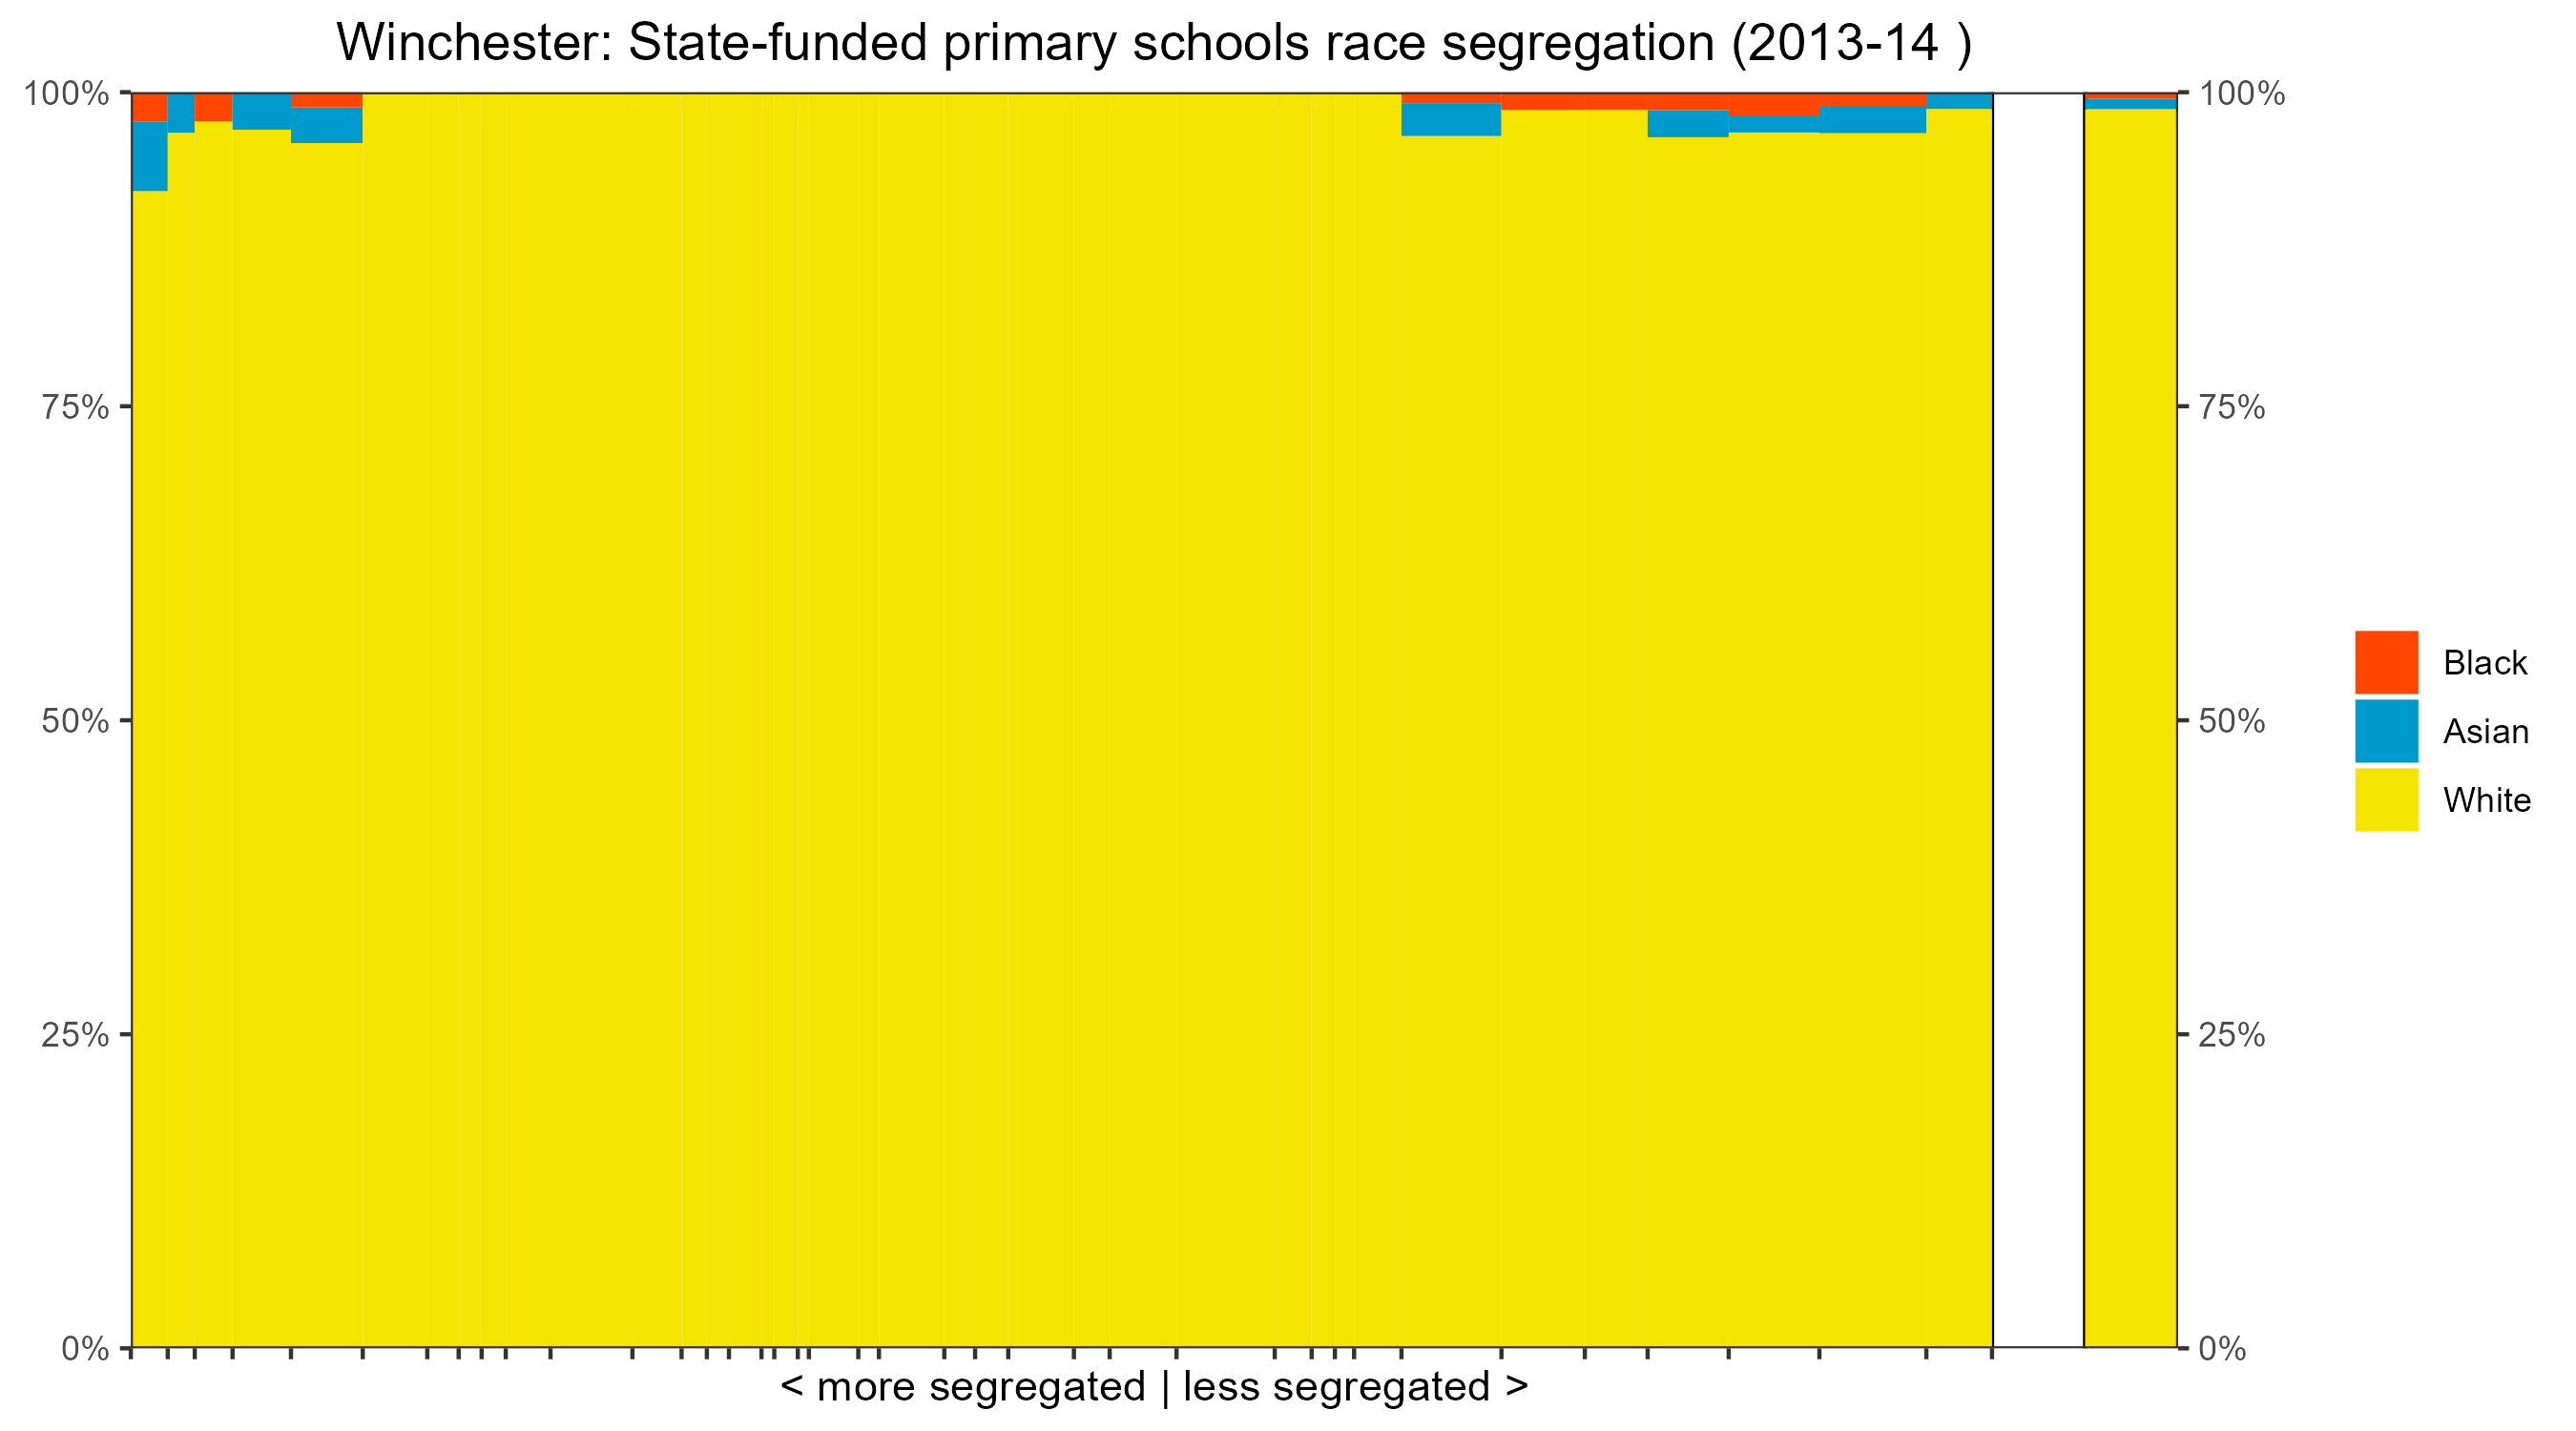 Winchester: State-funded primary schools race segregation (2013-14 )
100%
75%
50%
25%
0%
100%
75%
50%
25%
0%
Black
Asian
White
< more segregated | less segregated >